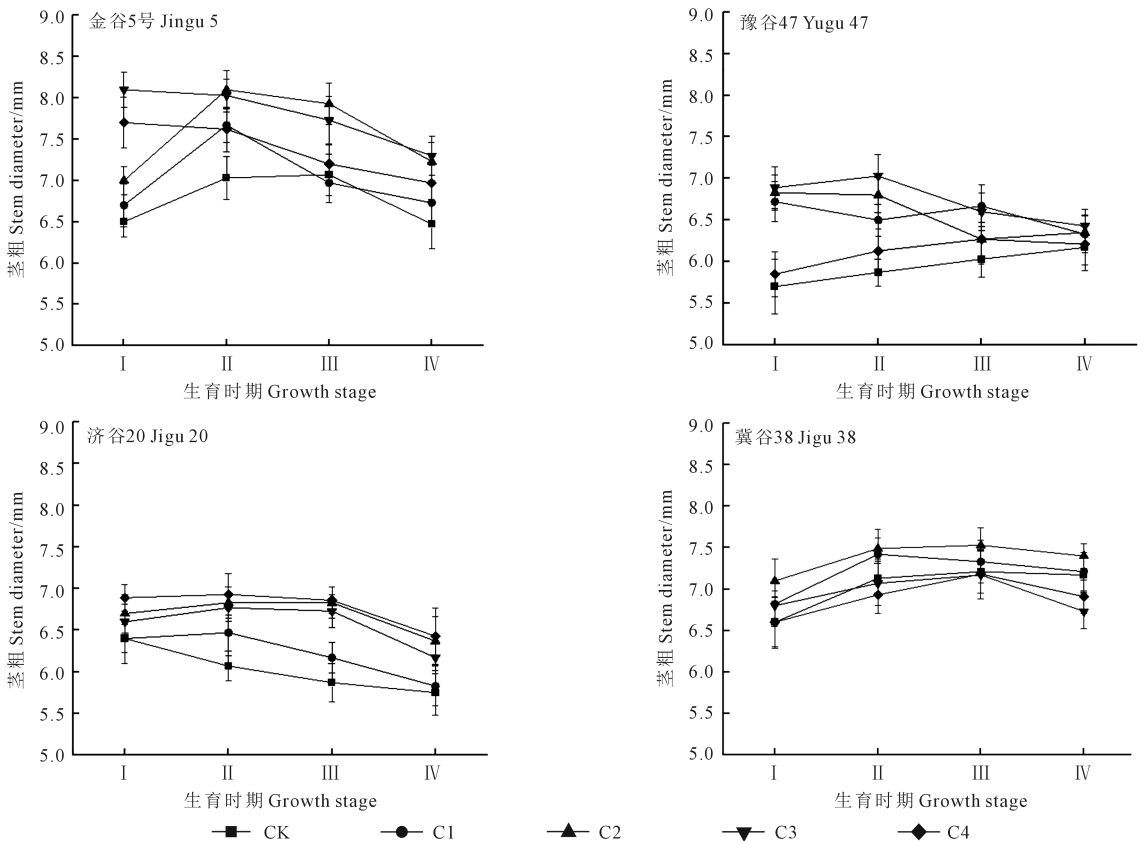 金谷5号 Jingu 5
茎粗 Stem diameter/mm
9.0
8.5
8.0
7.5
7.0
6.5
6.0
5.5
5.0
I II III IV
生育时期 Growth stage
豫谷47 Yugu 47
茎粗 Stem diameter/mm
9.0
8.5
8.0
7.5
7.0
6.5
6.0
5.5
5.0
I II III IV
生育时期 Growth stage
济谷20 Jigu 20
茎粗 Stem diameter/mm
9.0
8.5
8.0
7.5
7.0
6.5
6.0
5.5
5.0
I II III IV
生育时期 Growth stage
冀谷38 Jigu 38
茎粗 Stem diameter/mm
9.0
8.5
8.0
7.5
7.0
6.5
6.0
5.5
5.0
I II III IV
生育时期 Growth stage
CK C1 C2 C3 C4